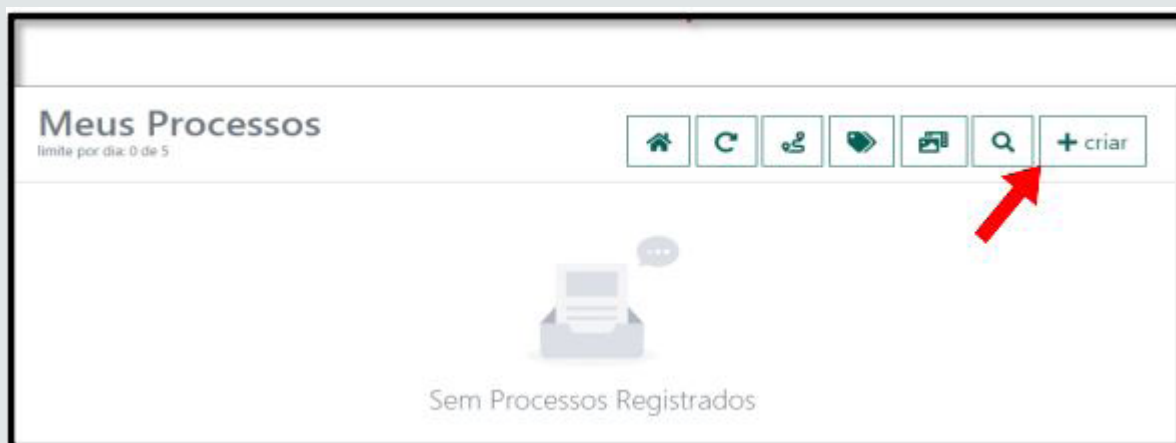 Meus Processos
limite por dia: 0 de 5
+ criar
Sem Processos Registrados